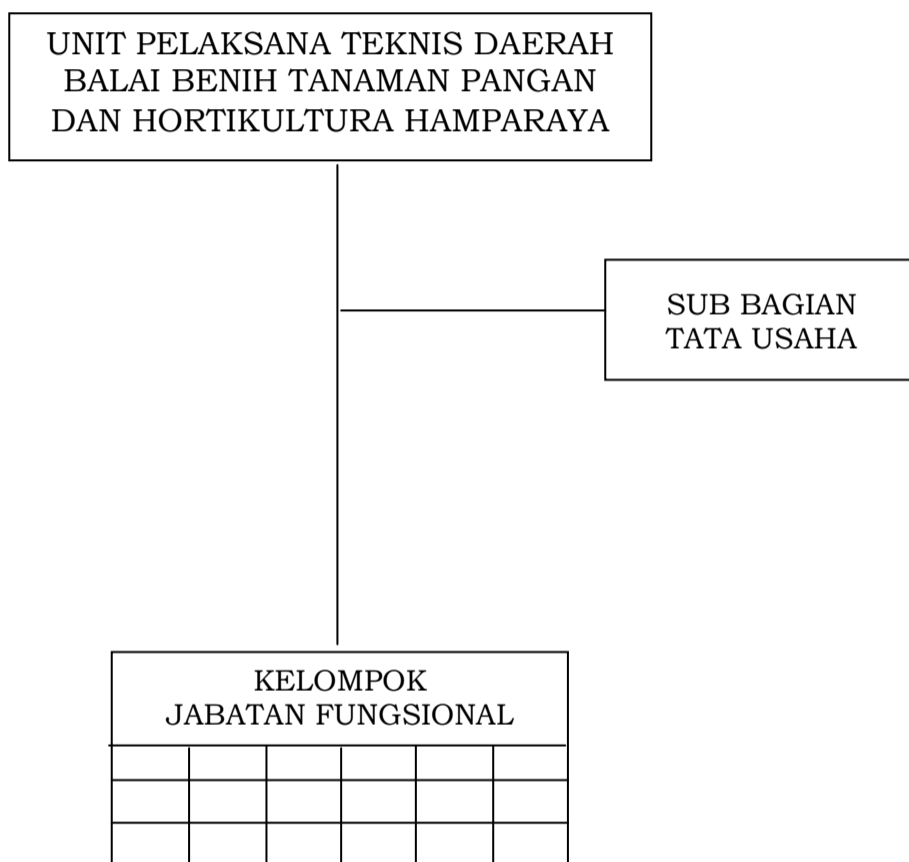 UNIT PELAKSANA TEKNIS DAERAH
BALAI BENIH TANAMAN PANGAN
DAN HORTIKULTURA HAMPARAYA
SUB BAGIAN
TATA USAHA
KELOMPOK
JABATAN FUNGSIONAL